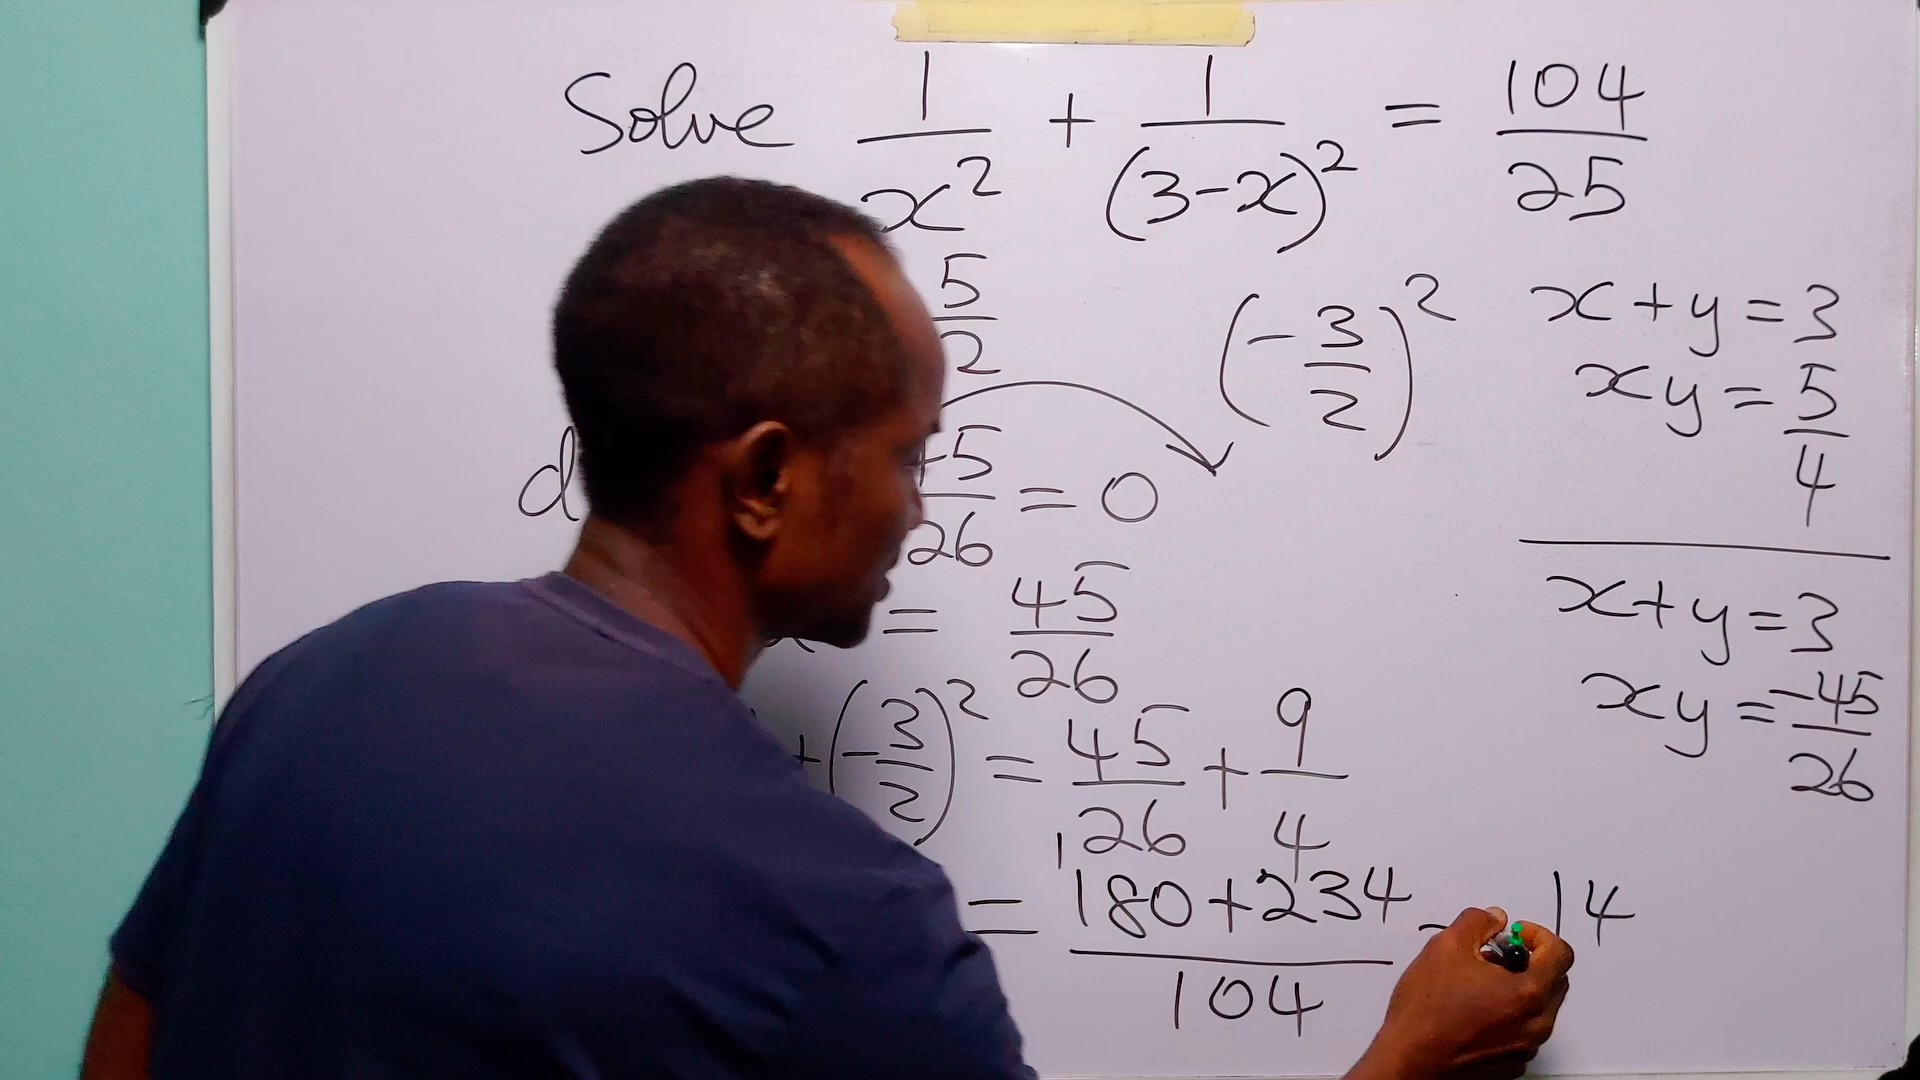 Solve 1/x² + 1/(3-x)² = 104/25
5/2
(-3/2)²
x+y=3
xy=5/4
+5/26 = 0
= 45/26
x+y=3
xy=-45/26
+(-3/2)² = 45/26 + 9/4
= 180+234/104 14